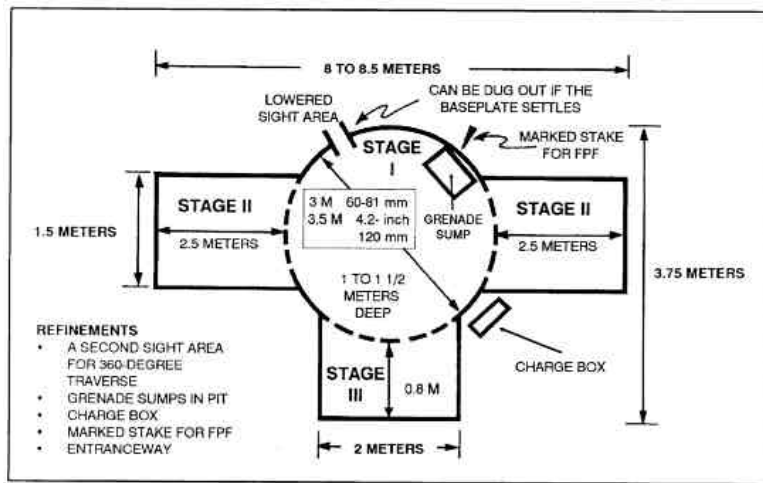 8 TO 8.5 METERS
LOWERED
SIGHT AREA
CAN BE DUG OUT IF THE
BASEPLATE SETTLES
MARKED STAKE
FOR FPF
STAGE
I
STAGE II
2.5 METERS
1.5 METERS
3 M 60-81 mm
3.5 M 4.2- inch
120 mm
GRENADE
SUMP
STAGE II
2.5 METERS
3.75 METERS
1 TO 1 1/2
METERS
DEEP
CHARGE BOX
STAGE
III
0.8 M
2 METERS
REFINEMENTS
• A SECOND SIGHT AREA
FOR 360-DEGREE
TRAVERSE
• GRENADE SUMPS IN PIT
• CHARGE BOX
• MARKED STAKE FOR FPF
• ENTRANCEWAY